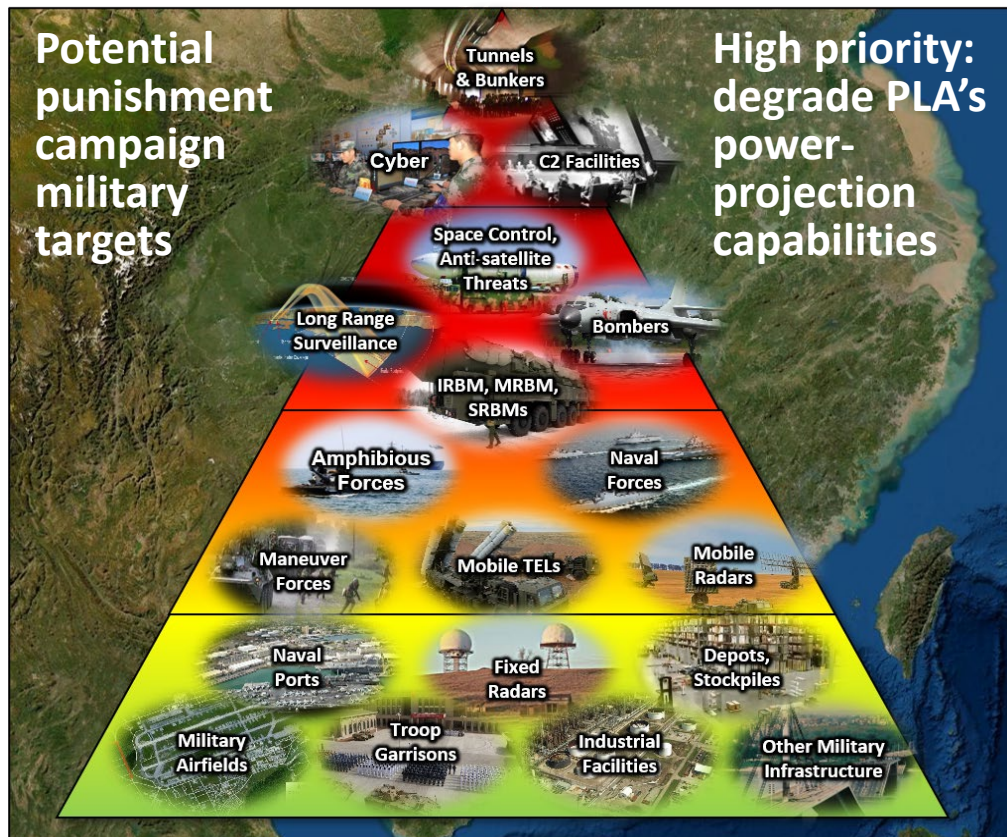 Potential
punishment
campaign
military
targets
High priority:
degrade PLA's
power-
projection
capabilities
Tunnels
& Bunkers
Cyber
C2 Facilities
Space Control,
Anti-satellite
Threats
Long Range
Surveillance
Bombers
IRBM, MRBM,
SRBMs
Amphibious
Forces
Naval
Forces
Maneuver
Forces
Mobile TELs
Mobile
Radars
Naval
Ports
Fixed
Radars
Depots,
Stockpiles
Military
Airfields
Troop
Garrisons
Industrial
Facilities
Other Military
Infrastructure